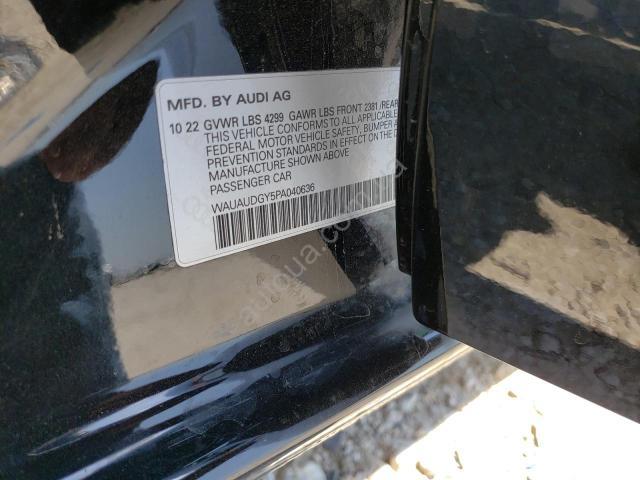 MFD. BY AUDI AG
10 22 GVWR LBS 4299 GAWR LBS FRONT 2381 /REAR
THIS VEHICLE CONFORMS TO ALL APPLICABLE
FEDERAL MOTOR VEHICLE SAFETY, BUMPER
PREVENTION STANDARDS IN EFFECT ON THE
MANUFACTURE SHOWN ABOVE
PASSENGER CAR
WAUAUDGY5PA040636